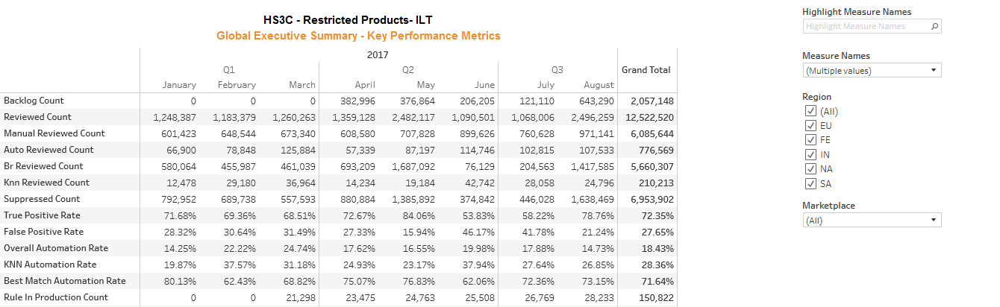 HS3C - Restricted Products- ILT
Global Executive Summary - Key Performance Metrics
2017
Q1 Q2 Q3 Grand Total
January February March April May June July August
Backlog Count 0 0 0 382,996 376,864 206,205 121,110 643,290 2,057,148
Reviewed Count 1,248,387 1,183,379 1,260,263 1,359,128 2,482,117 1,090,501 1,068,006 2,496,259 12,522,520
Manual Reviewed Count 601,423 648,544 673,340 608,580 707,828 899,626 760,628 971,141 6,085,644
Auto Reviewed Count 66,900 78,848 125,884 57,339 87,197 114,746 102,815 107,533 776,569
Br Reviewed Count 580,064 455,987 461,039 693,209 1,687,092 76,129 204,563 1,417,585 5,660,307
Knn Reviewed Count 12,478 29,180 36,964 14,234 19,184 42,742 28,058 24,796 210,213
Suppressed Count 792,952 689,738 557,593 880,884 1,385,892 374,842 446,028 1,638,469 6,953,902
True Positive Rate 71.68% 69.36% 68.51% 72.67% 84.06% 53.83% 58.22% 78.76% 72.35%
False Positive Rate 28.32% 30.64% 31.49% 27.33% 15.94% 46.17% 41.78% 21.24% 27.65%
Overall Automation Rate 14.25% 22.22% 24.74% 17.62% 16.55% 19.98% 17.88% 14.73% 18.43%
KNN Automation Rate 19.87% 37.57% 31.18% 24.93% 23.17% 37.94% 27.64% 26.85% 28.36%
Best Match Automation Rate 80.13% 62.43% 68.82% 75.07% 76.83% 62.06% 72.36% 73.15% 71.64%
Rule In Production Count 0 0 21,298 23,475 24,763 25,508 26,769 28,233 150,822
Highlight Measure Names
Highlight Measure Names
Measure Names
(Multiple values)
Region
(All)
EU
FE
IN
NA
SA
Marketplace
(All)